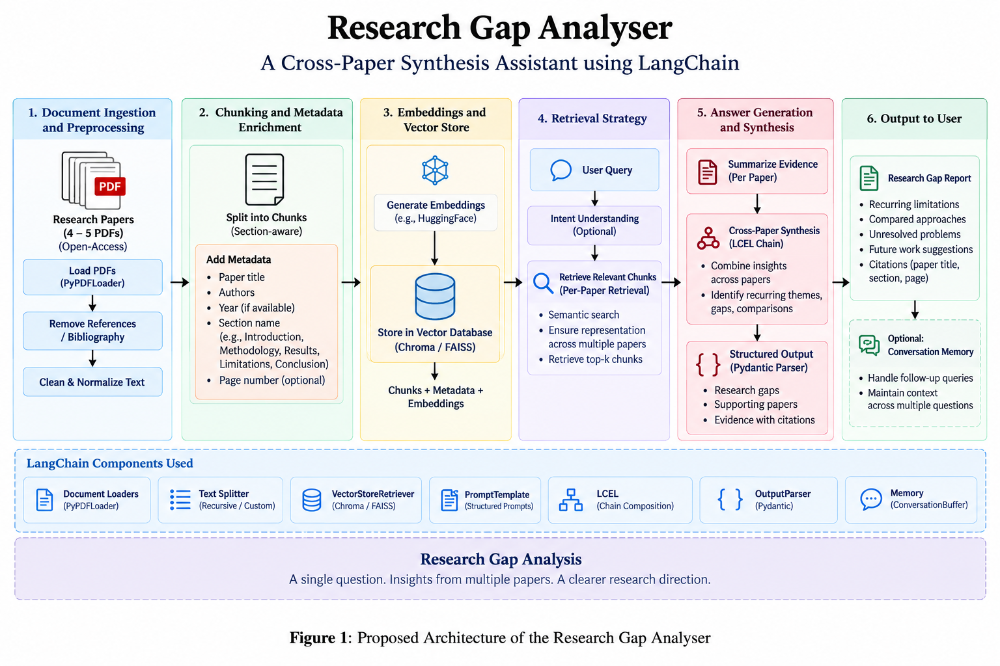 Research Gap Analyser
A Cross-Paper Synthesis Assistant using LangChain
1. Document Ingestion
and Preprocessing
PDF
Research Papers
(4 – 5 PDFs)
(Open-Access)
Load PDFs
(PyPDFLoader)
Remove References
/ Bibliography
Clean & Normalize Text
2. Chunking and Metadata
Enrichment
Split into Chunks
(Section-aware)
Add Metadata
• Paper title
• Authors
• Year (if available)
• Section name
(e.g., Introduction,
Methodology, Results,
Limitations, Conclusion)
• Page number (optional)
3. Embeddings and
Vector Store
Generate Embeddings
(e.g., HuggingFace)
Store in Vector Database
(Chroma / FAISS)
Chunks + Metadata +
Embeddings
4. Retrieval Strategy
User Query
Intent Understanding
(Optional)
Retrieve Relevant Chunks
(Per-Paper Retrieval)
• Semantic search
• Ensure representation
across multiple papers
• Retrieve top-k chunks
5. Answer Generation
and Synthesis
Summarize Evidence
(Per Paper)
Cross-Paper Synthesis
(LCEL Chain)
• Combine insights
across papers
• Identify recurring themes,
gaps, comparisons
{ }
Structured Output
(Pydantic Parser)
• Research gaps
• Supporting papers
• Evidence with citations
6. Output to User
Research Gap Report
• Recurring limitations
• Compared approaches
• Unresolved problems
• Future work suggestions
• Citations (paper title,
section, page)
Optional:
Conversation Memory
• Handle follow-up queries
• Maintain context
across multiple questions
LangChain Components Used
Document Loaders
(PyPDFLoader)
Text Splitter
(Recursive / Custom)
VectorStoreRetriever
(Chroma / FAISS)
PromptTemplate
(Structured Prompts)
LCEL
(Chain Composition)
{ }
OutputParser
(Pydantic)
Memory
(ConversationBuffer)
Research Gap Analysis
A single question. Insights from multiple papers. A clearer research direction.
Figure 1: Proposed Architecture of the Research Gap Analyser